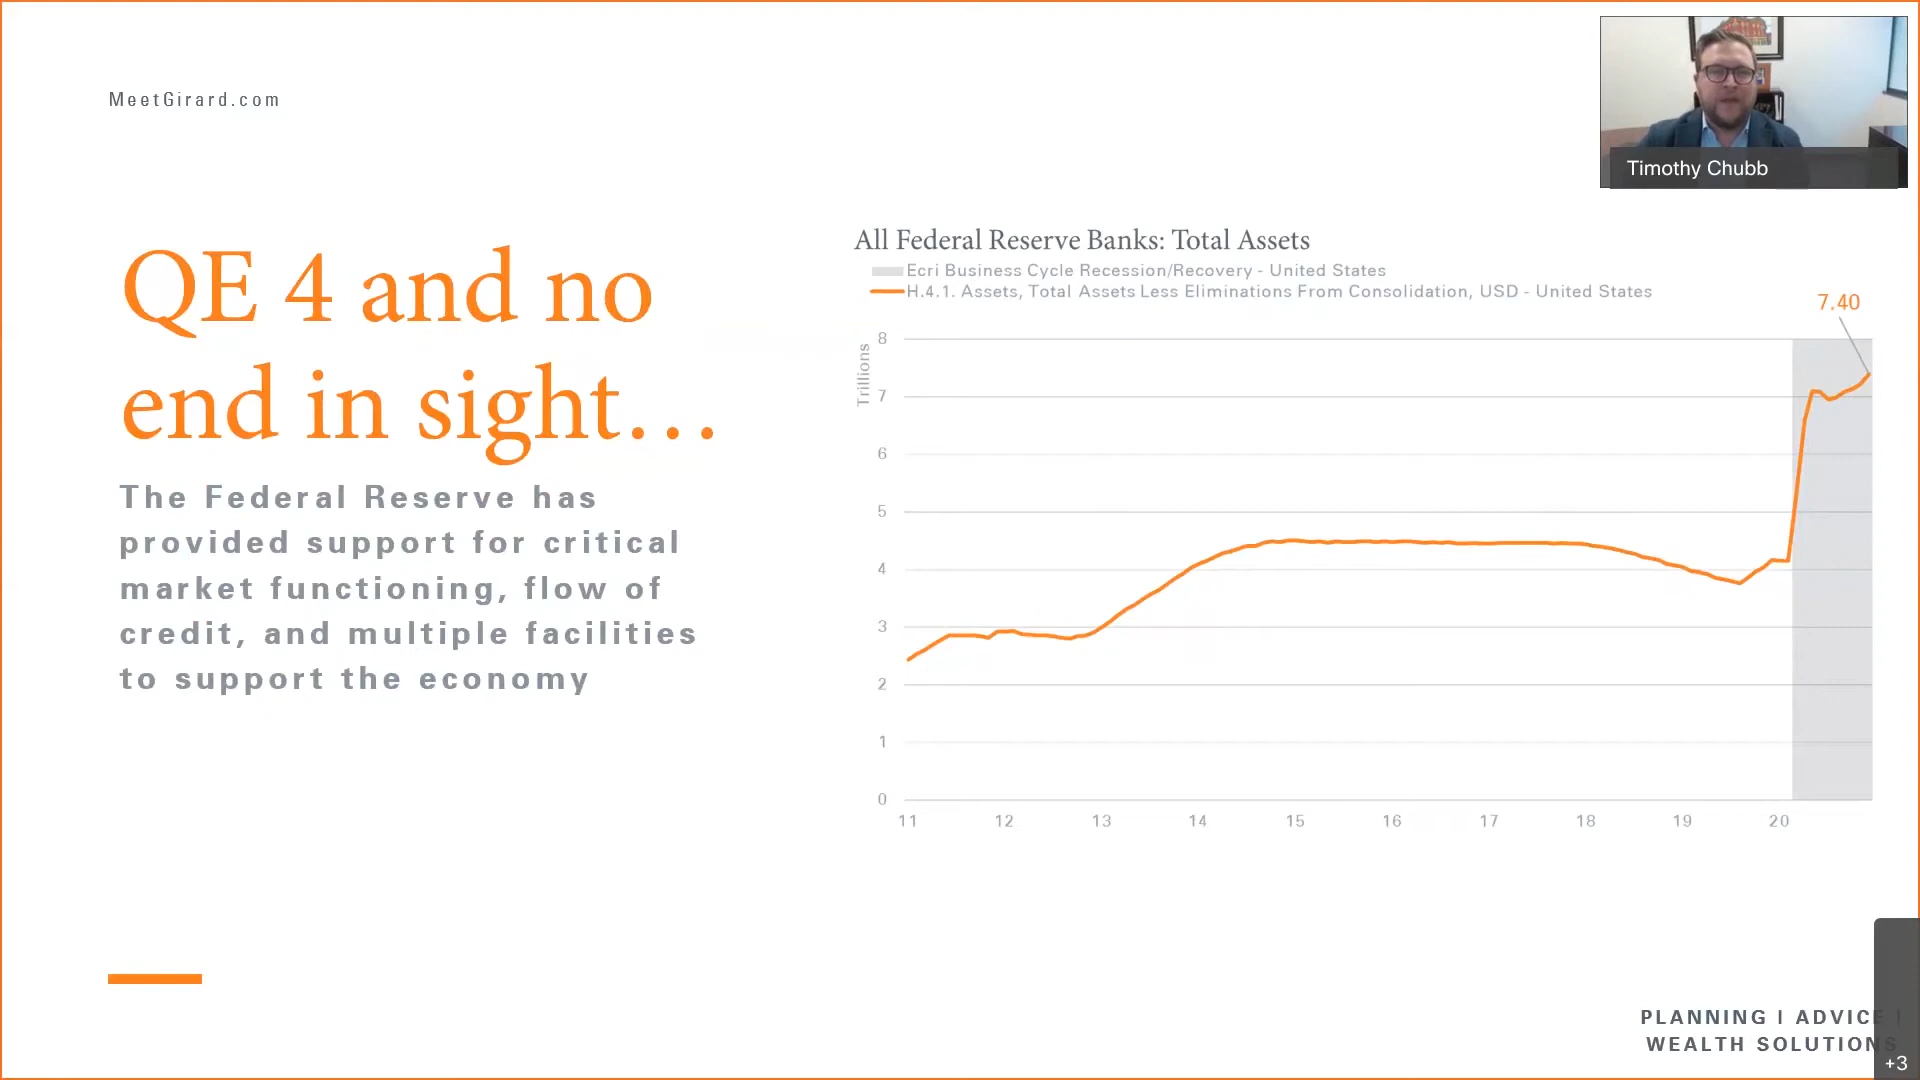 MeetGirard.com
Timothy Chubb
QE 4 and no
end in sight…
The Federal Reserve has
provided support for critical
market functioning, flow of
credit, and multiple facilities
to support the economy
All Federal Reserve Banks: Total Assets
Ecri Business Cycle Recession/Recovery - United States
H.4.1. Assets, Total Assets Less Eliminations From Consolidation, USD - United States
7.40
Trillions
8
7
6
5
4
3
2
1
0
11 12 13 14 15 16 17 18 19 20
PLANNING | ADVICE |
WEALTH SOLUTIONS
+3